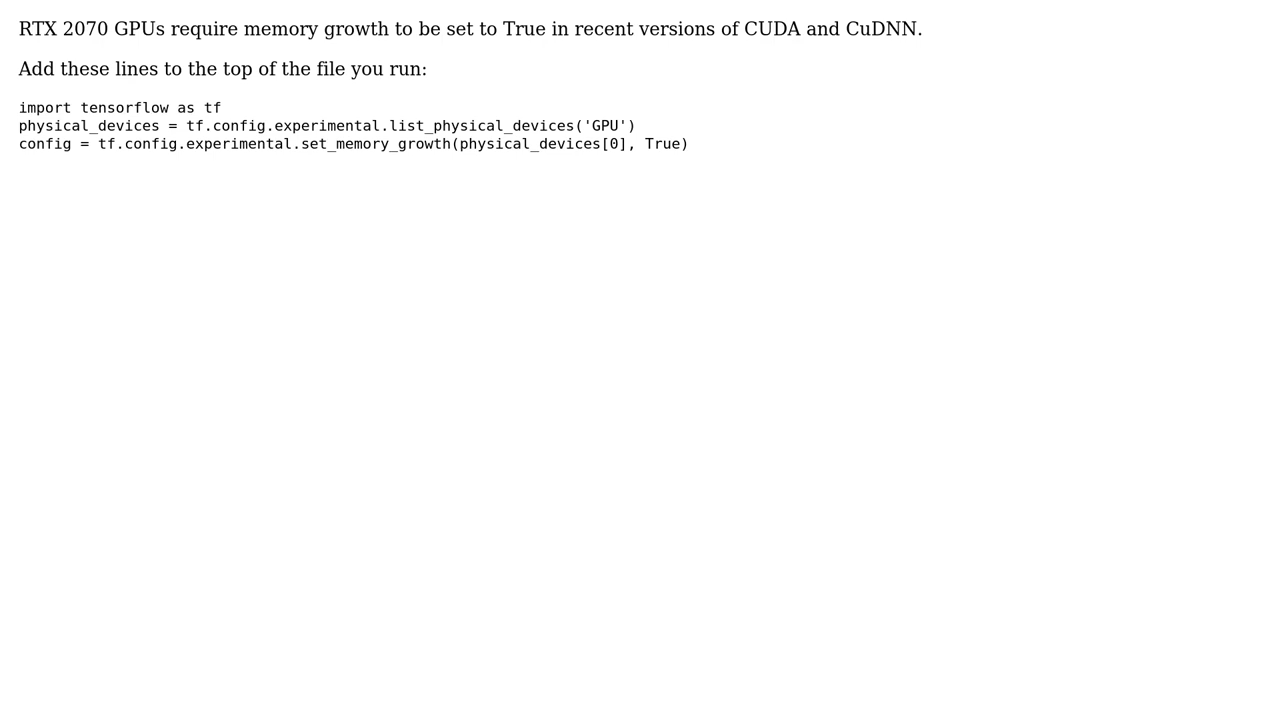 RTX 2070 GPUs require memory growth to be set to True in recent versions of CUDA and CuDNN.
Add these lines to the top of the file you run:
import tensorflow as tf
physical_devices = tf.config.experimental.list_physical_devices('GPU')
config = tf.config.experimental.set_memory_growth(physical_devices[0], True)